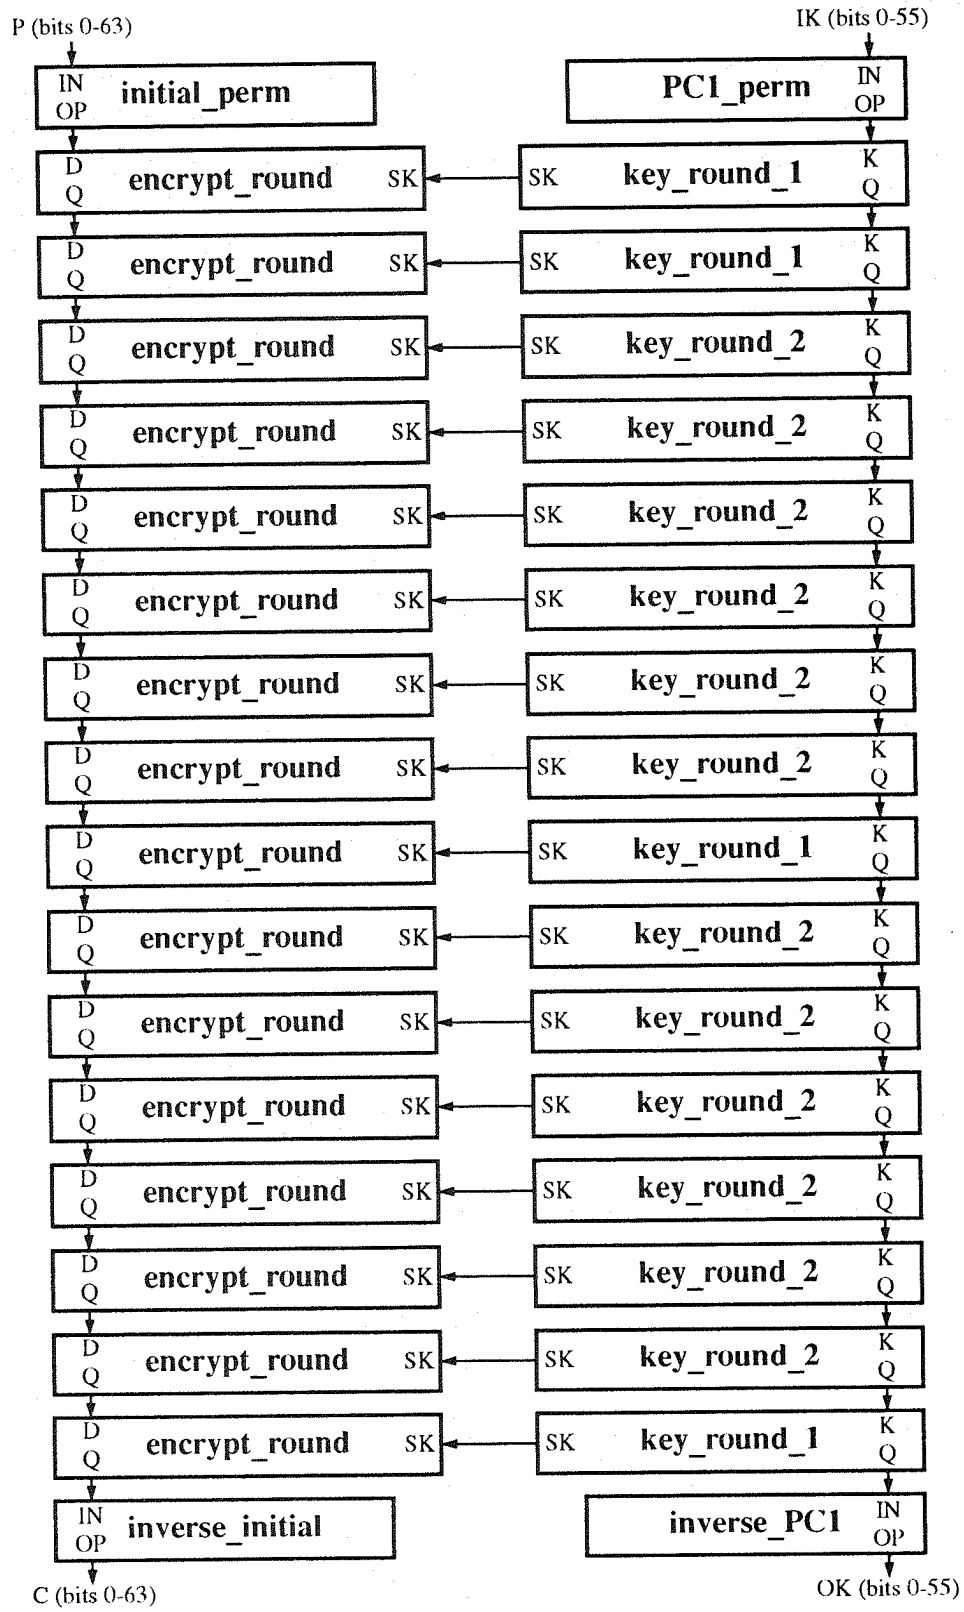 P (bits 0-63) IK (bits 0-55)
IN initial_perm PC1_perm IN
OP OP
D encrypt_round SK SK key_round_1 K
Q Q
D encrypt_round SK SK key_round_1 K
Q Q
D encrypt_round SK SK key_round_2 K
Q Q
D encrypt_round SK SK key_round_2 K
Q Q
D encrypt_round SK SK key_round_2 K
Q Q
D encrypt_round SK SK key_round_2 K
Q Q
D encrypt_round SK SK key_round_2 K
Q Q
D encrypt_round SK SK key_round_2 K
Q Q
D encrypt_round SK SK key_round_1 K
Q Q
D encrypt_round SK SK key_round_2 K
Q Q
D encrypt_round SK SK key_round_2 K
Q Q
D encrypt_round SK SK key_round_2 K
Q Q
D encrypt_round SK SK key_round_2 K
Q Q
D encrypt_round SK SK key_round_2 K
Q Q
D encrypt_round SK SK key_round_2 K
Q Q
D encrypt_round SK SK key_round_1 K
Q Q
IN inverse_initial inverse_PC1 IN
OP OP
C (bits 0-63) OK (bits 0-55)